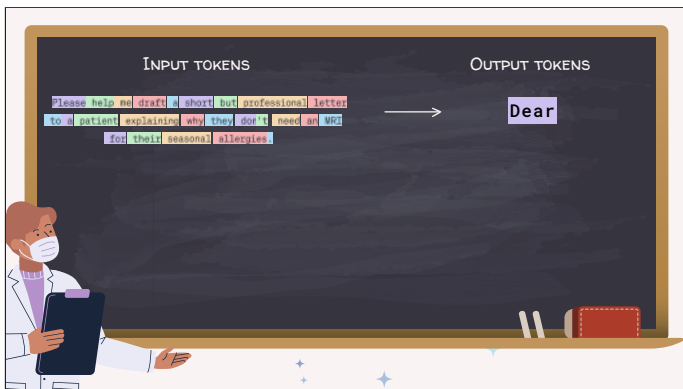 Input tokens
Output tokens
Please help me draft a short but professional letter
to a patient explaining why they don't need an MRI
for their seasonal allergies.
Dear